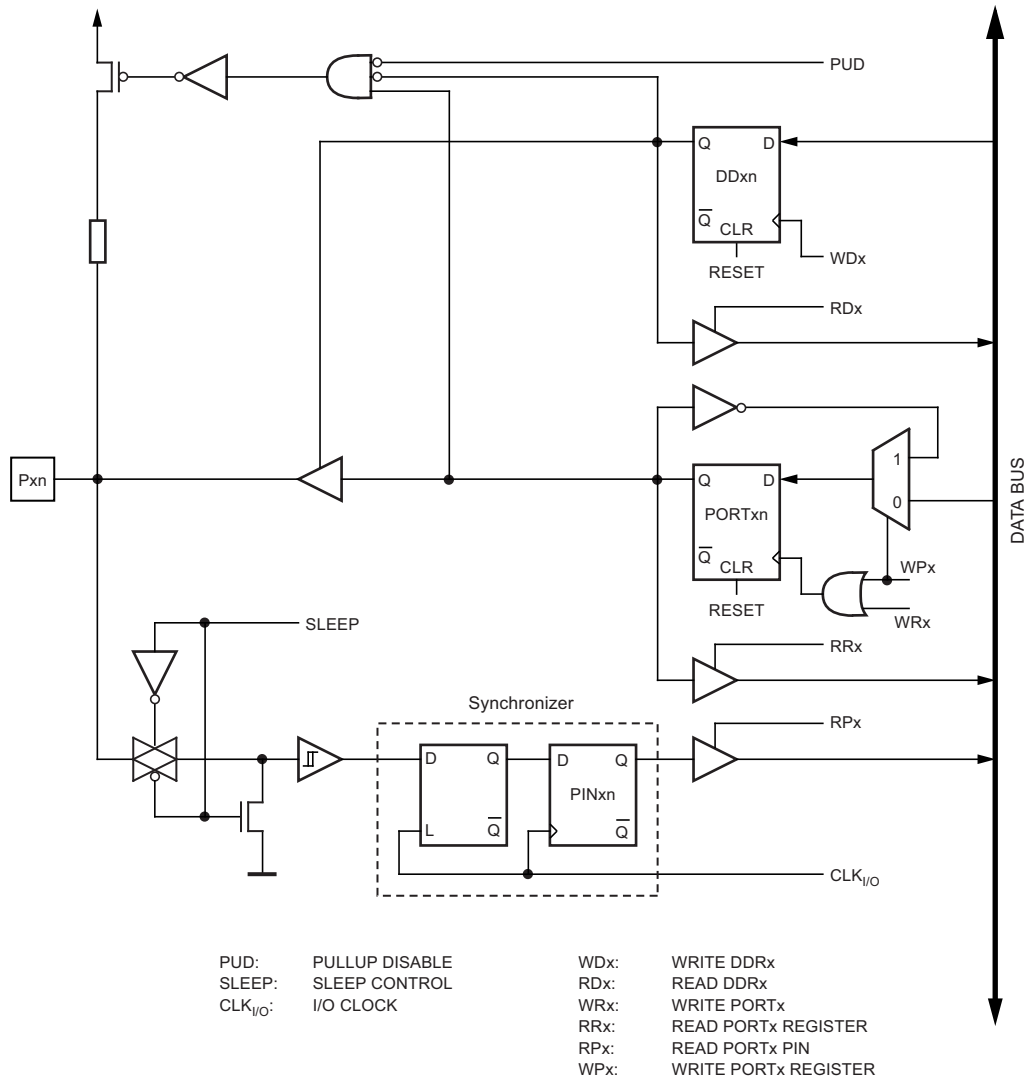 PUD
Q D
DDxn
Q
CLR
RESET
WDx
RDx
1
Pxn
Q D
0
PORTxn
Q
CLR
WPx
RESET
WRx
DATA BUS
SLEEP
RRx
Synchronizer
RPx
D Q D Q
PINxn
L Q Q
CLKI/O
PUD: PULLUP DISABLE
SLEEP: SLEEP CONTROL
CLKI/O: I/O CLOCK
WDx: WRITE DDRx
RDx: READ DDRx
WRx: WRITE PORTx
RRx: READ PORTx REGISTER
RPx: READ PORTx PIN
WPx: WRITE PORTx REGISTER